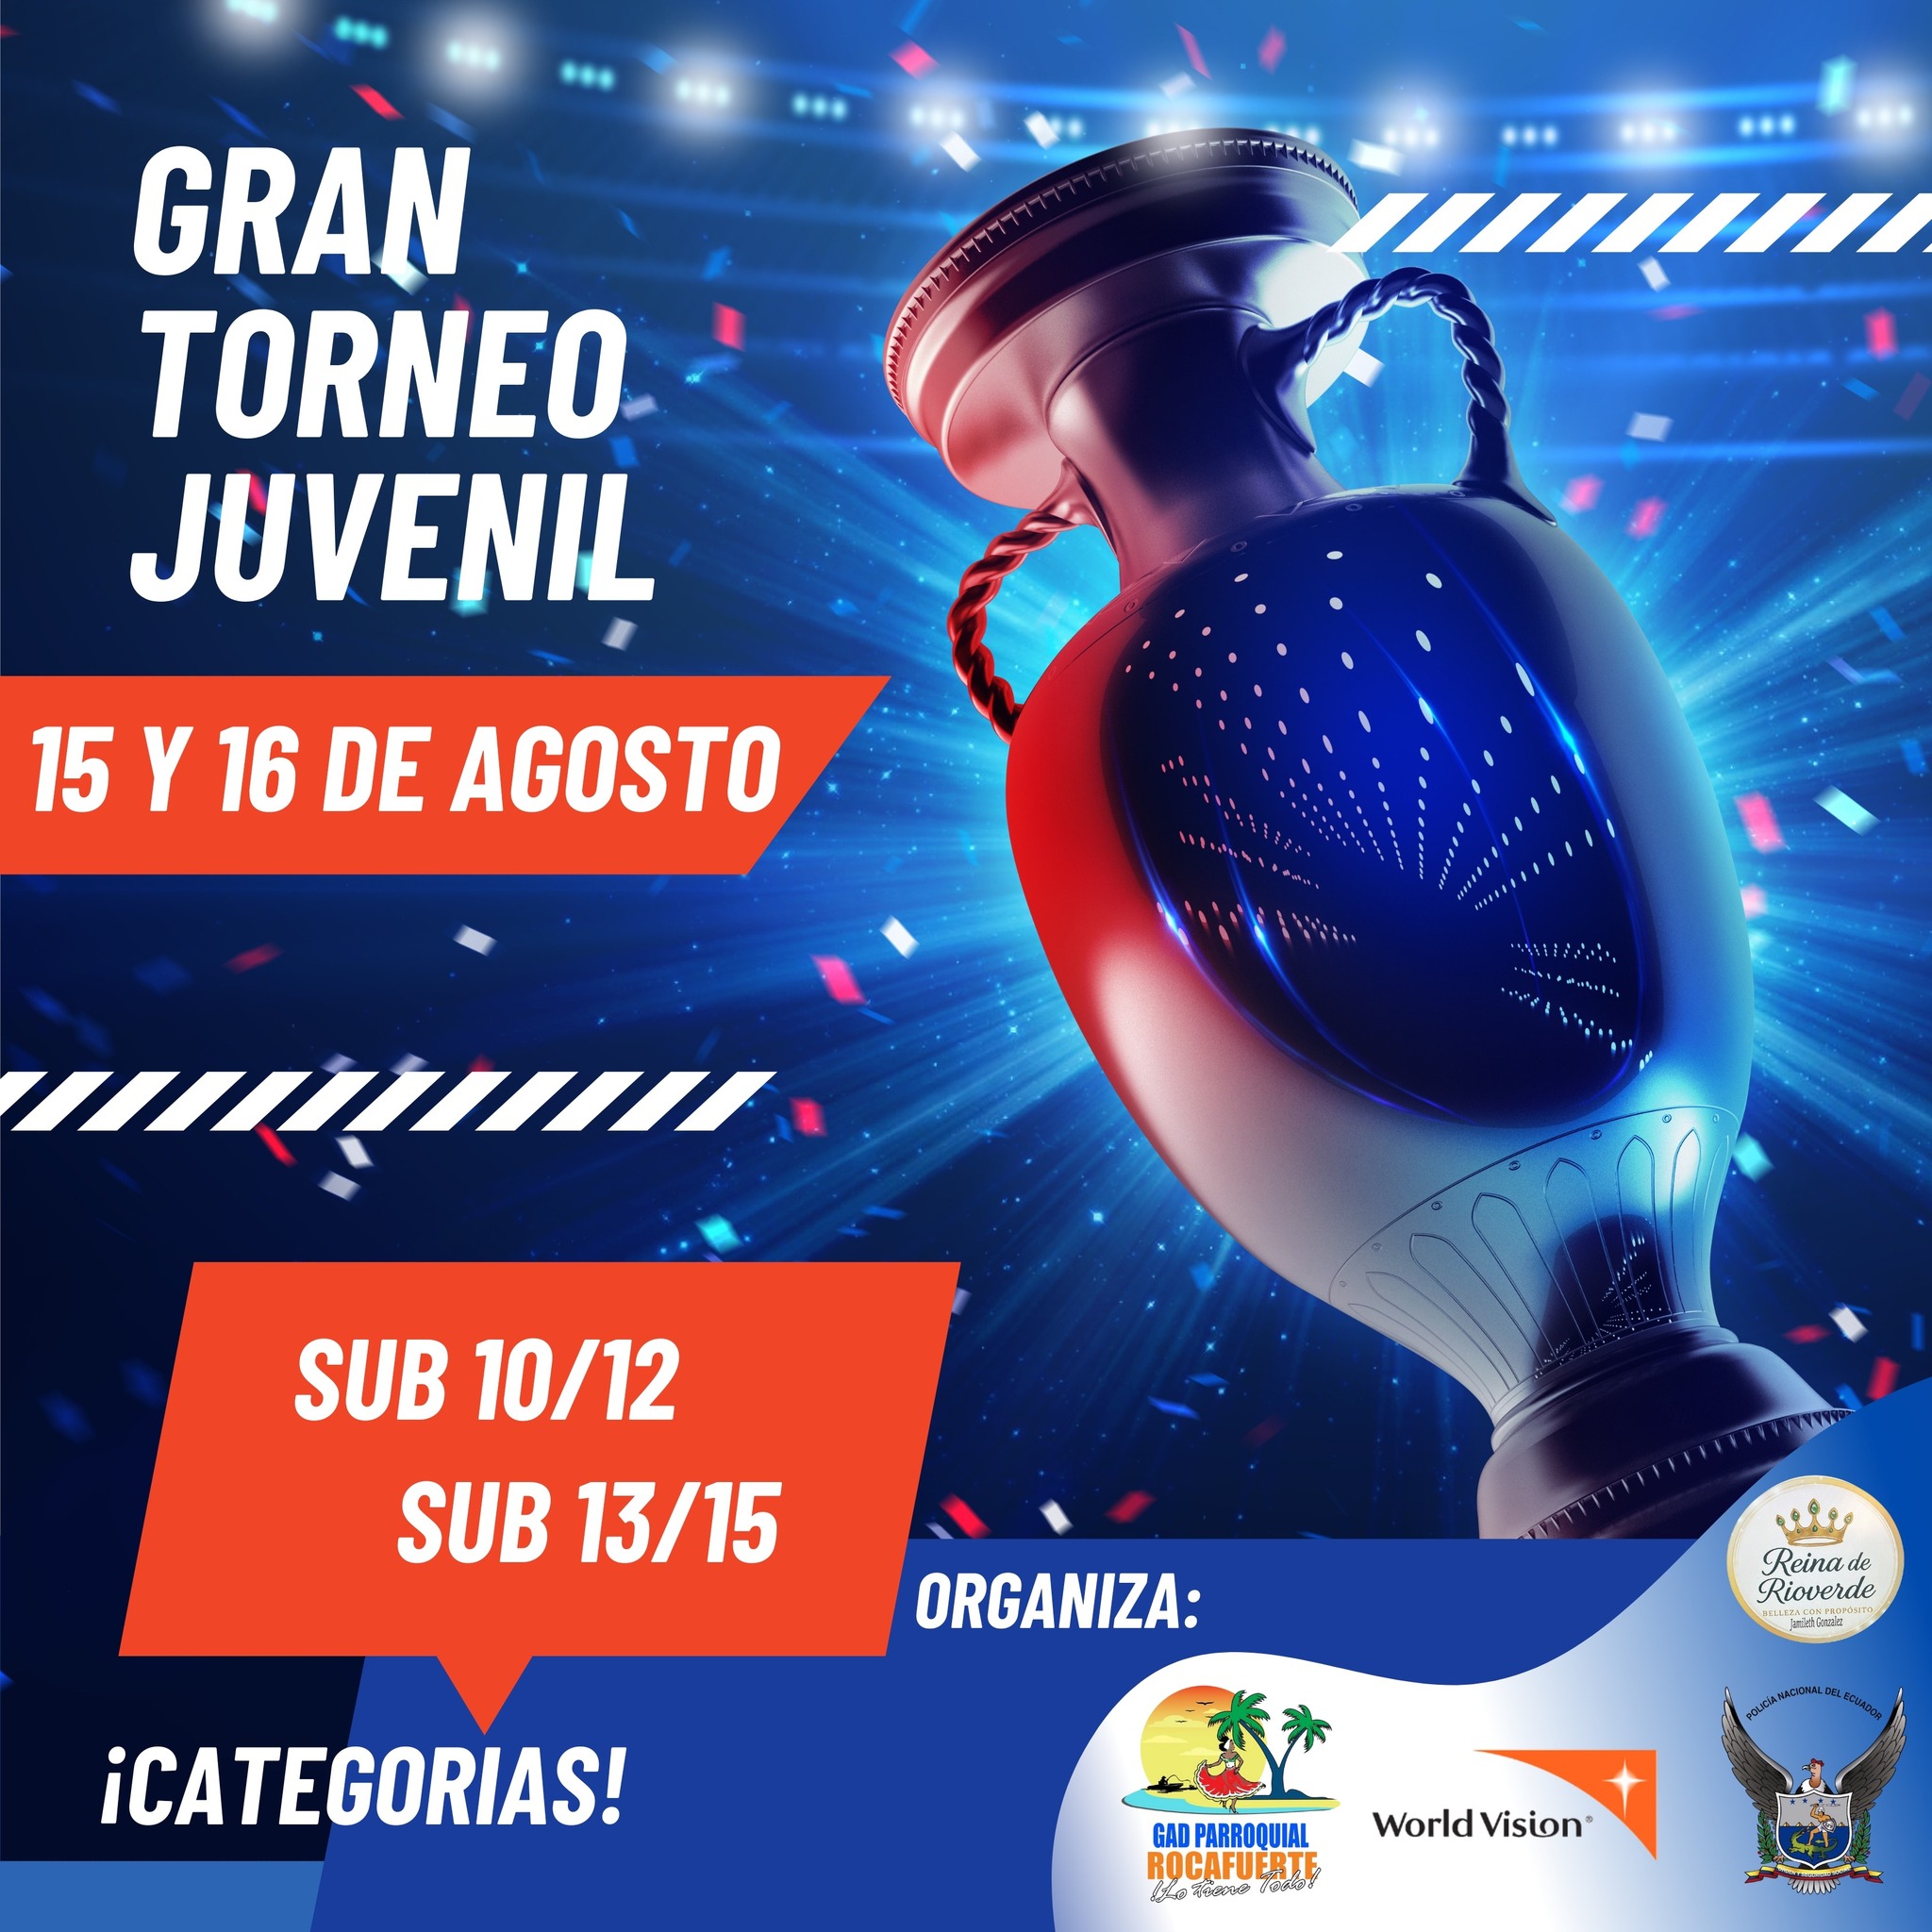 GRAN
TORNEO
JUVENIL
15 Y 16 DE AGOSTO
SUB 10/12
SUB 13/15
¡CATEGORIAS!
ORGANIZA:
Reina de
Rioverde
BELLEZA CON PROPÓSITO
Jamileth Gonzalez
GAD PARROQUIAL
ROCAFUERTE
!Lo tiene Todo!
World Vision®
POLICÍA NACIONAL DEL ECUADOR